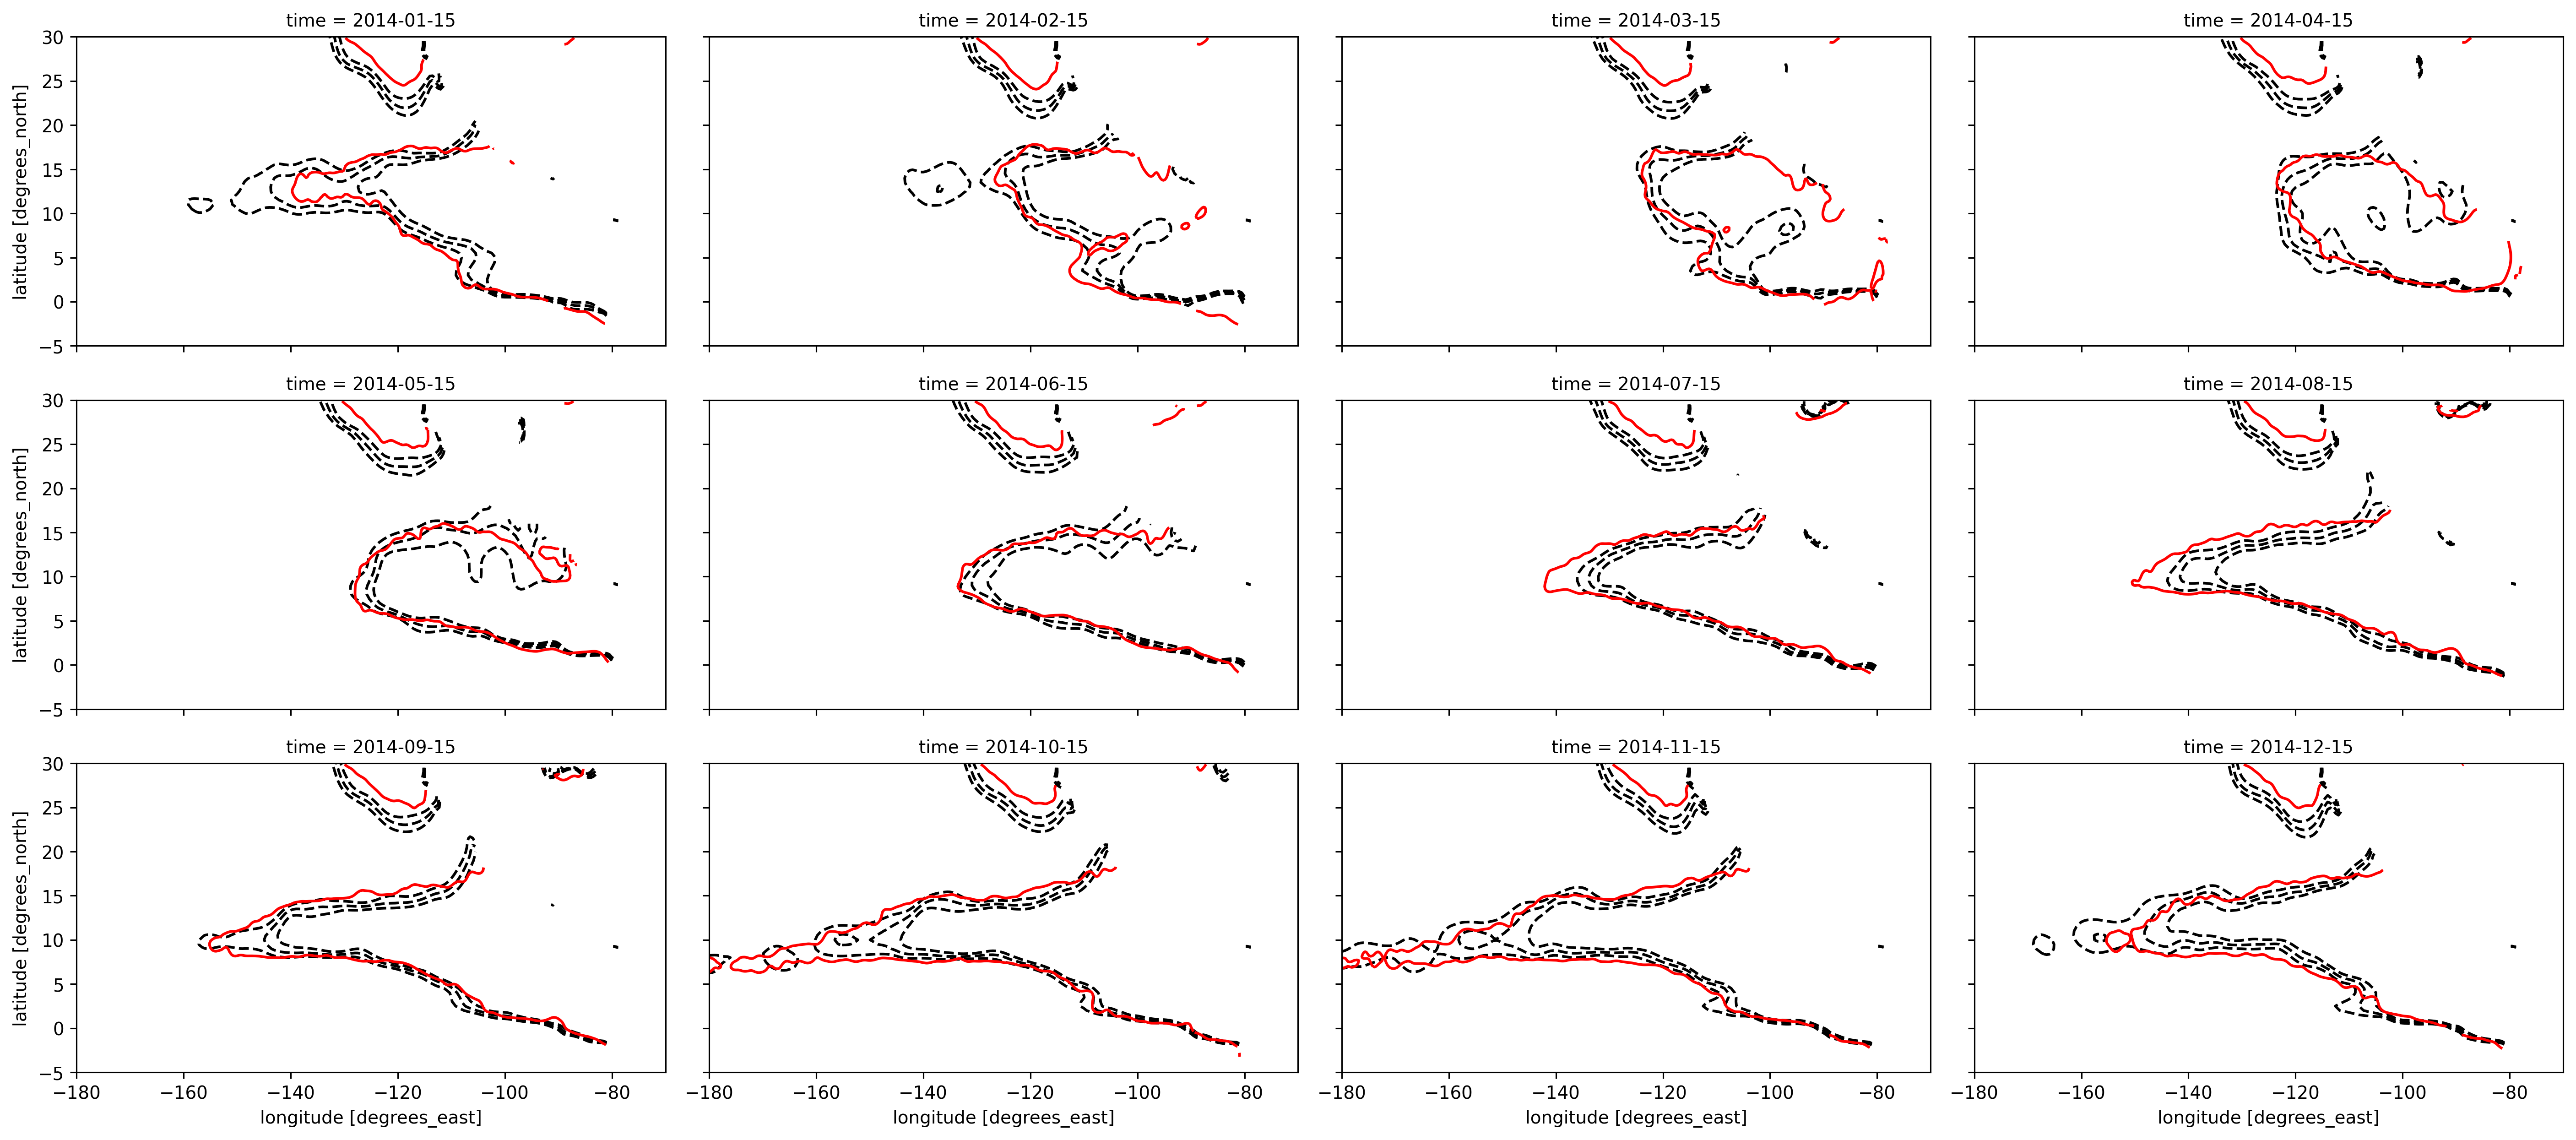 time = 2014-01-15
time = 2014-02-15
time = 2014-03-15
time = 2014-04-15
30
25
20
15
10
5
0
−5
latitude [degrees_north]
time = 2014-05-15
time = 2014-06-15
time = 2014-07-15
time = 2014-08-15
30
25
20
15
10
5
0
−5
latitude [degrees_north]
time = 2014-09-15
time = 2014-10-15
time = 2014-11-15
time = 2014-12-15
30
25
20
15
10
5
0
−5
latitude [degrees_north]
−180 −160 −140 −120 −100 −80
−180 −160 −140 −120 −100 −80
−180 −160 −140 −120 −100 −80
−180 −160 −140 −120 −100 −80
longitude [degrees_east]
longitude [degrees_east]
longitude [degrees_east]
longitude [degrees_east]